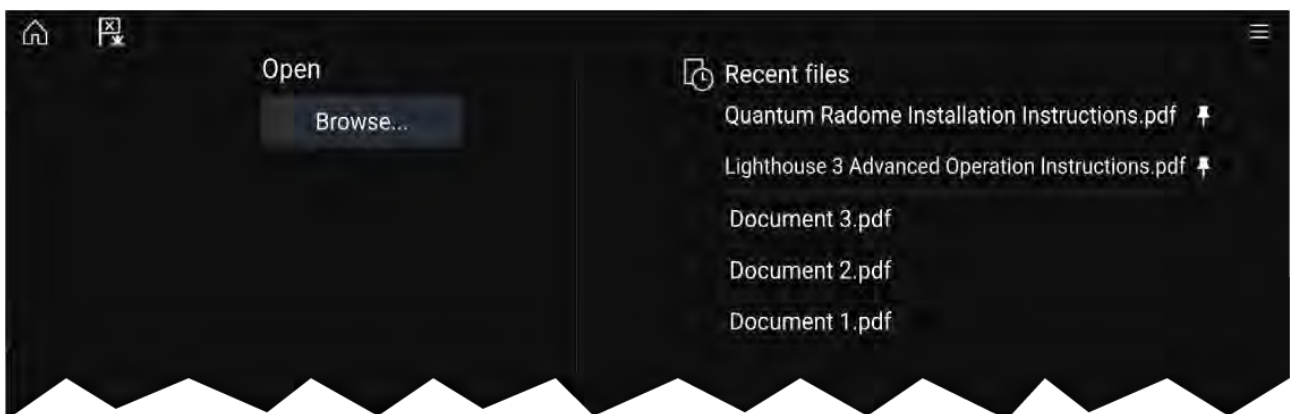 Open
Browse...
Recent files
Quantum Radome Installation Instructions.pdf
Lighthouse 3 Advanced Operation Instructions.pdf
Document 3.pdf
Document 2.pdf
Document 1.pdf